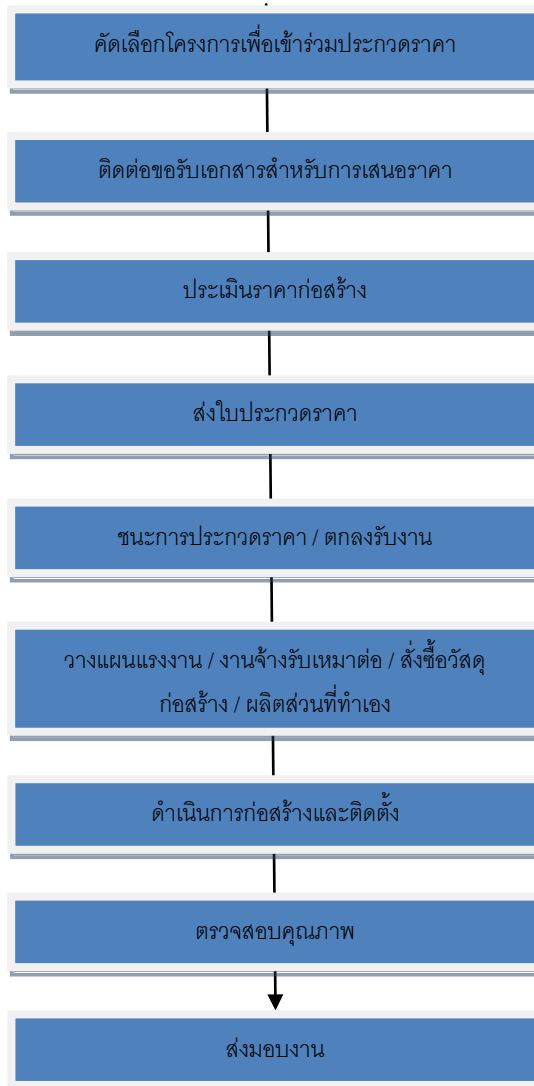 คัดเลือกโครงการเพื่อเข้าร่วมประกวดราคา
ติดต่อขอรับเอกสารสำหรับการเสนอราคา
ประเมินราคาก่อสร้าง
ส่งใบประกวดราคา
ชนะการประกวดราคา / ตกลงรับงาน
วางแผนแรงงาน / งานจ้างรับเหมาต่อ / สั่งซื้อวัสดุ
ก่อสร้าง / ผลิตส่วนที่ทำเอง
ดำเนินการก่อสร้างและติดตั้ง
ตรวจสอบคุณภาพ
ส่งมอบงาน